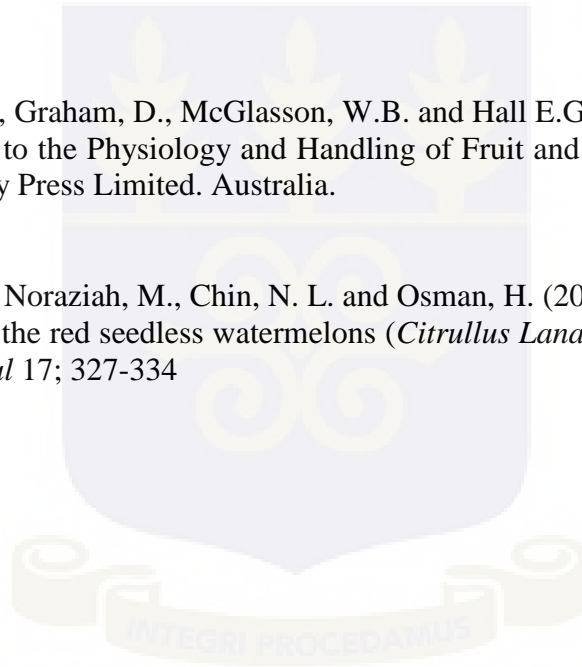 , Graham, D., McGlasson, W.B. and Hall E.G
to the Physiology and Handling of Fruit and
y Press Limited. Australia.
Noraziah, M., Chin, N. L. and Osman, H. (20
the red seedless watermelons (Citrullus Lana
al 17; 327-334
INTEGRI PROCEDAMUS